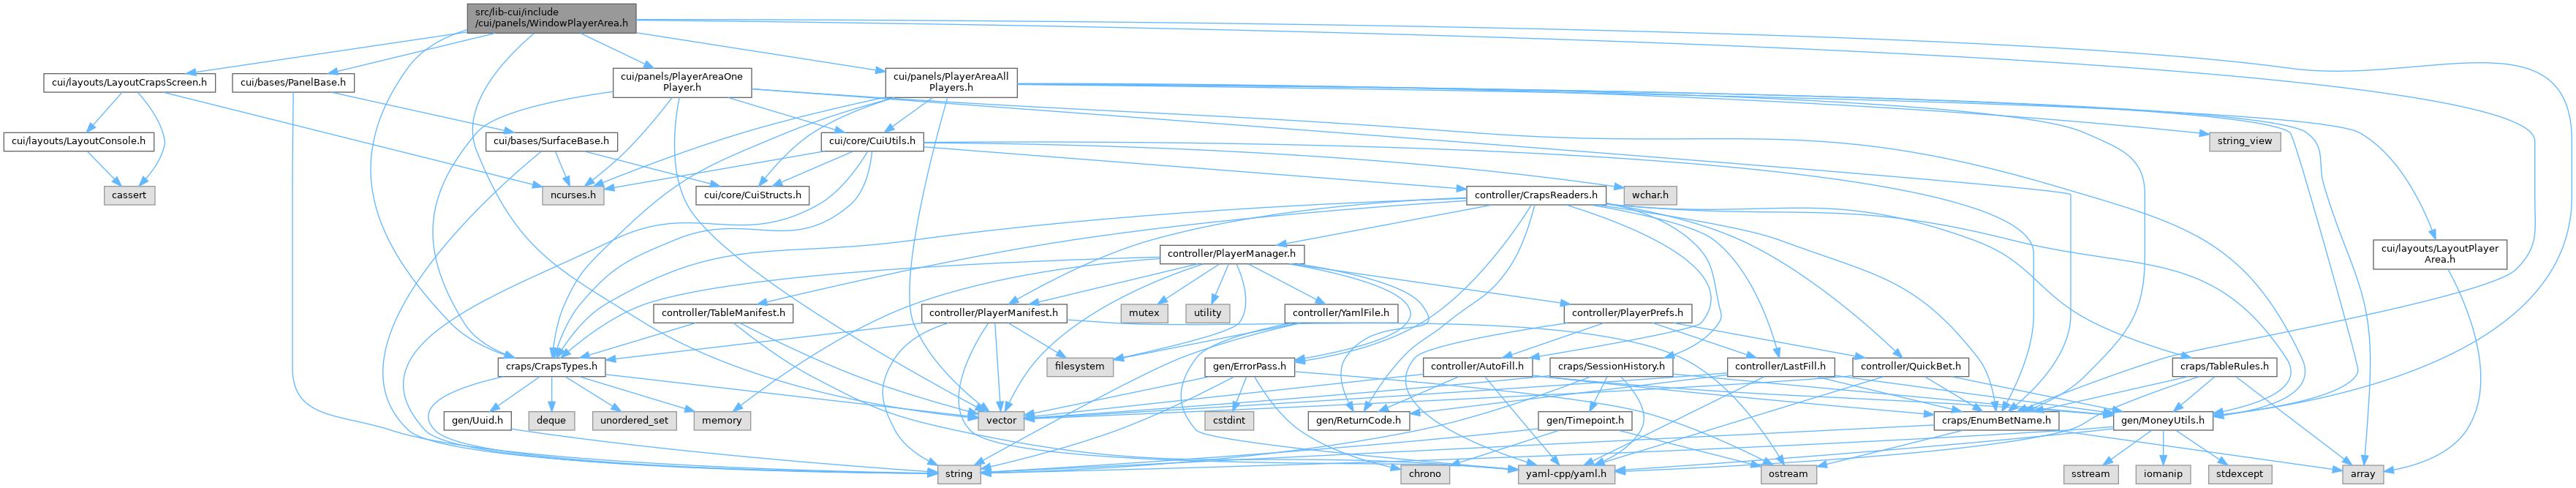 src/lib-cui/include
/cui/panels/WindowPlayerArea.h
cui/layouts/LayoutCrapsScreen.h
cui/bases/PanelBase.h
cui/panels/PlayerAreaOne
Player.h
cui/panels/PlayerAreaAll
Players.h
cui/layouts/LayoutConsole.h
cui/bases/SurfaceBase.h
cui/core/CuiUtils.h
string_view
cassert
ncurses.h
cui/core/CuiStructs.h
controller/CrapsReaders.h
wchar.h
controller/PlayerManager.h
cui/layouts/LayoutPlayer
Area.h
controller/TableManifest.h
controller/PlayerManifest.h
mutex
utility
controller/YamlFile.h
controller/PlayerPrefs.h
craps/CrapsTypes.h
filesystem
gen/ErrorPass.h
controller/AutoFill.h
craps/SessionHistory.h
controller/LastFill.h
controller/QuickBet.h
craps/TableRules.h
gen/Uuid.h
deque
unordered_set
memory
vector
cstdint
gen/ReturnCode.h
gen/Timepoint.h
craps/EnumBetName.h
gen/MoneyUtils.h
string
chrono
yaml-cpp/yaml.h
ostream
sstream
iomanip
stdexcept
array